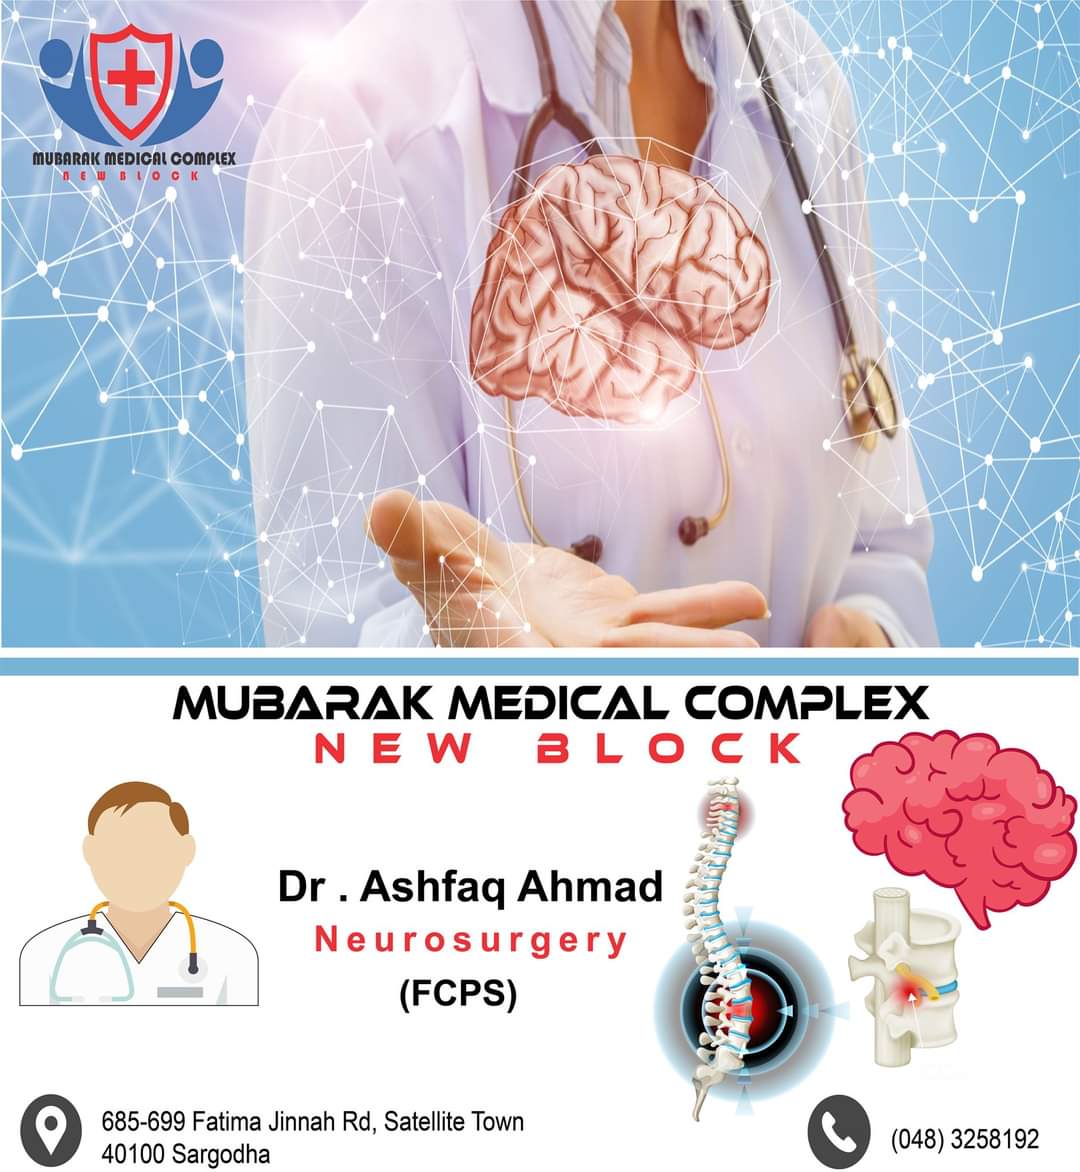 MUBARAK MEDICAL COMPLEX
NEW BLOCK
MUBARAK MEDICAL COMPLEX
NEW BLOCK
Dr . Ashfaq Ahmad
Neurosurgery
(FCPS)
685-699 Fatima Jinnah Rd, Satellite Town
40100 Sargodha
(048) 3258192